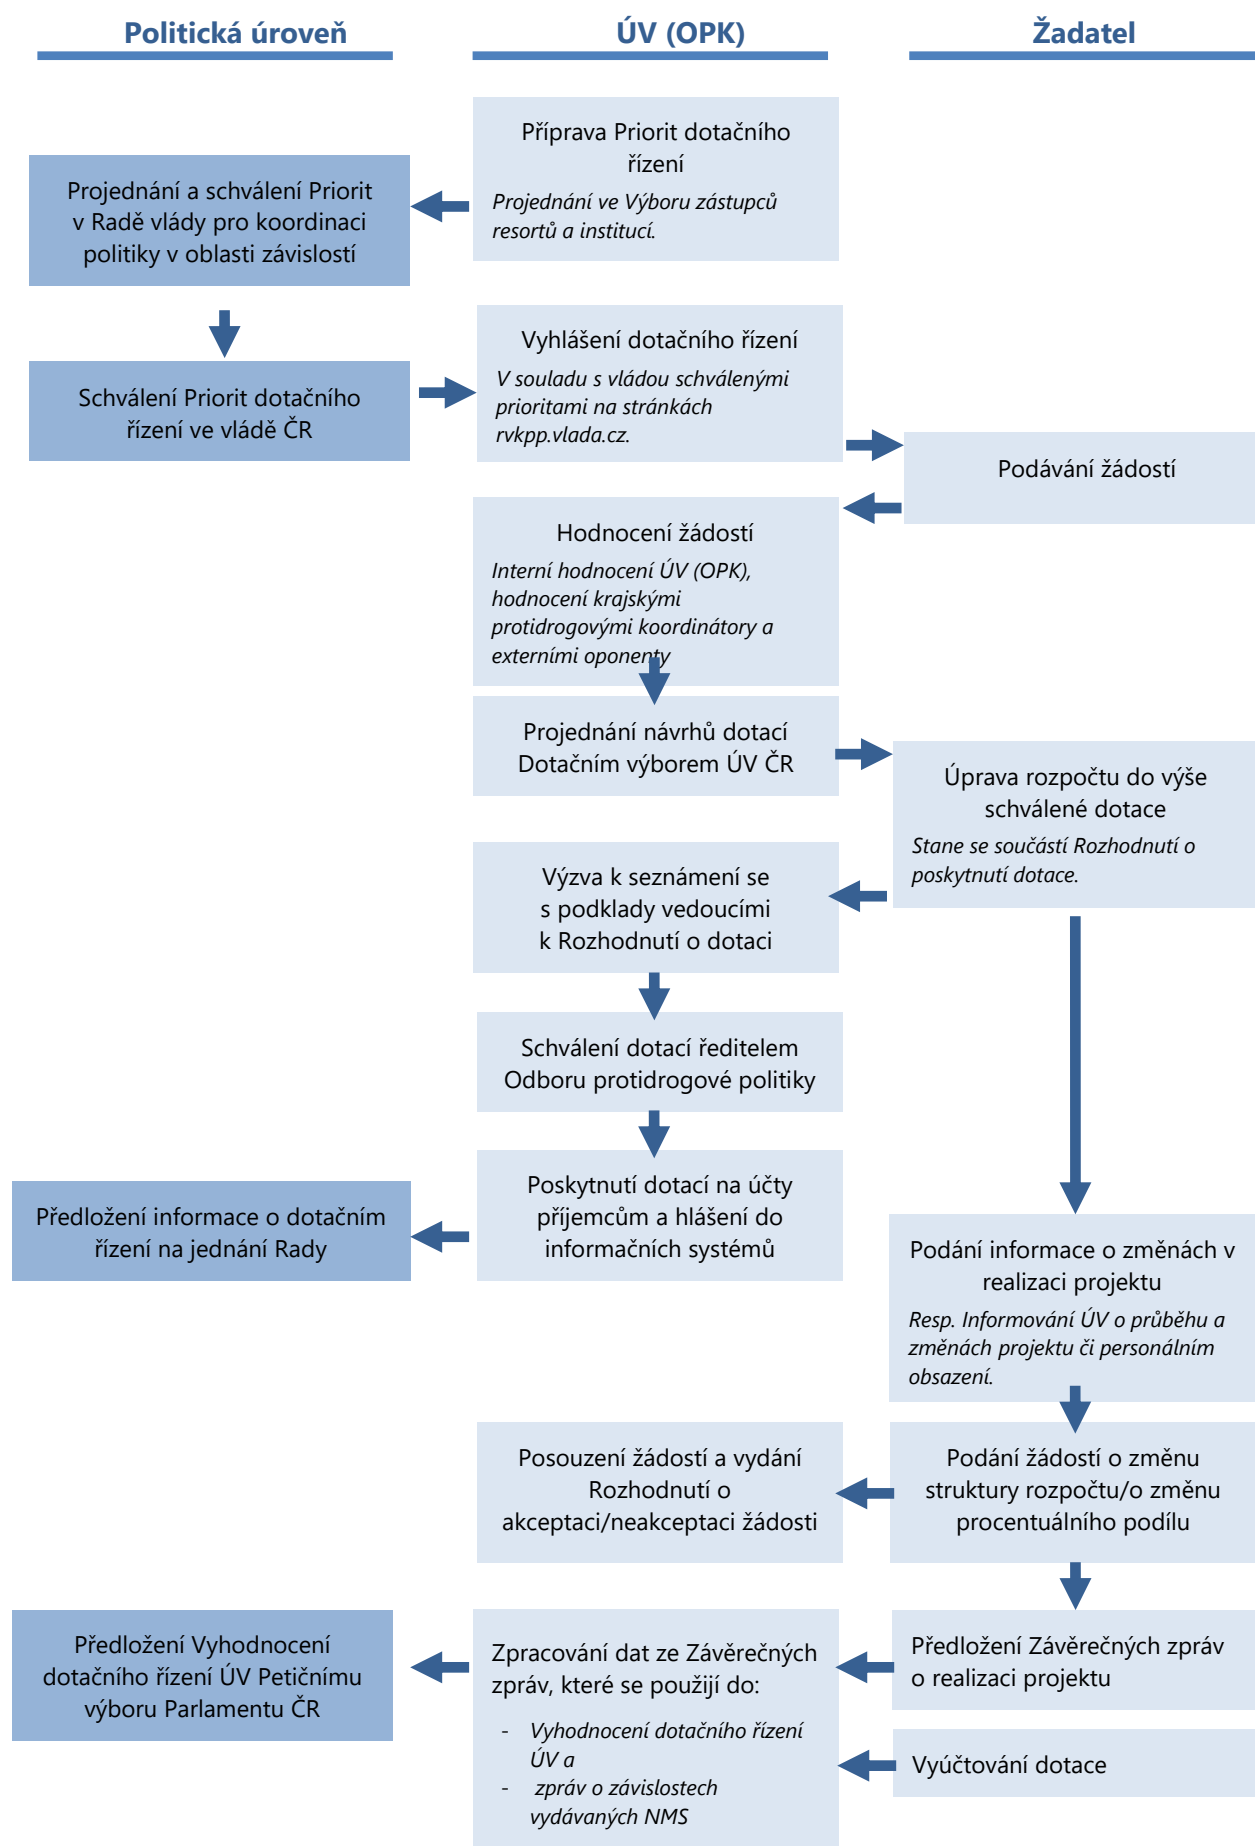 Politická úroveň
ÚV (OPK)
Žadatel
Příprava Priorit dotačního
řízení
Projednání ve Výboru zástupců
resortů a institucí.
Projednání a schválení Priorit
v Radě vlády pro koordinaci
politiky v oblasti závislostí
Schválení Priorit dotačního
řízení ve vládě ČR
Vyhlášení dotačního řízení
V souladu s vládou schválenými
prioritami na stránkách
rvkpp.vlada.cz.
Podávání žádostí
Hodnocení žádostí
Interní hodnocení ÚV (OPK),
hodnocení krajskými
protidrogovými koordinátory a
externími oponenty
Projednání návrhů dotací
Dotačním výborem ÚV ČR
Úprava rozpočtu do výše
schválené dotace
Stane se součástí Rozhodnutí o
poskytnutí dotace.
Výzva k seznámení se
s podklady vedoucími
k Rozhodnutí o dotaci
Schválení dotací ředitelem
Odboru protidrogové politiky
Poskytnutí dotací na účty
příjemcům a hlášení do
informačních systémů
Předložení informace o dotačním
řízení na jednání Rady
Podání informace o změnách v
realizaci projektu
Resp. Informování ÚV o průběhu a
změnách projektu či personálním
obsazení.
Podání žádostí o změnu
struktury rozpočtu/o změnu
procentuálního podílu
Posouzení žádostí a vydání
Rozhodnutí o
akceptaci/neakceptaci žádosti
Předložení Závěrečných zpráv
o realizaci projektu
Vyúčtování dotace
Zpracování dat ze Závěrečných
zpráv, které se použijí do:
- Vyhodnocení dotačního řízení
ÚV a
- zpráv o závislostech
vydávaných NMS
Předložení Vyhodnocení
dotačního řízení ÚV Petičnímu
výboru Parlamentu ČR